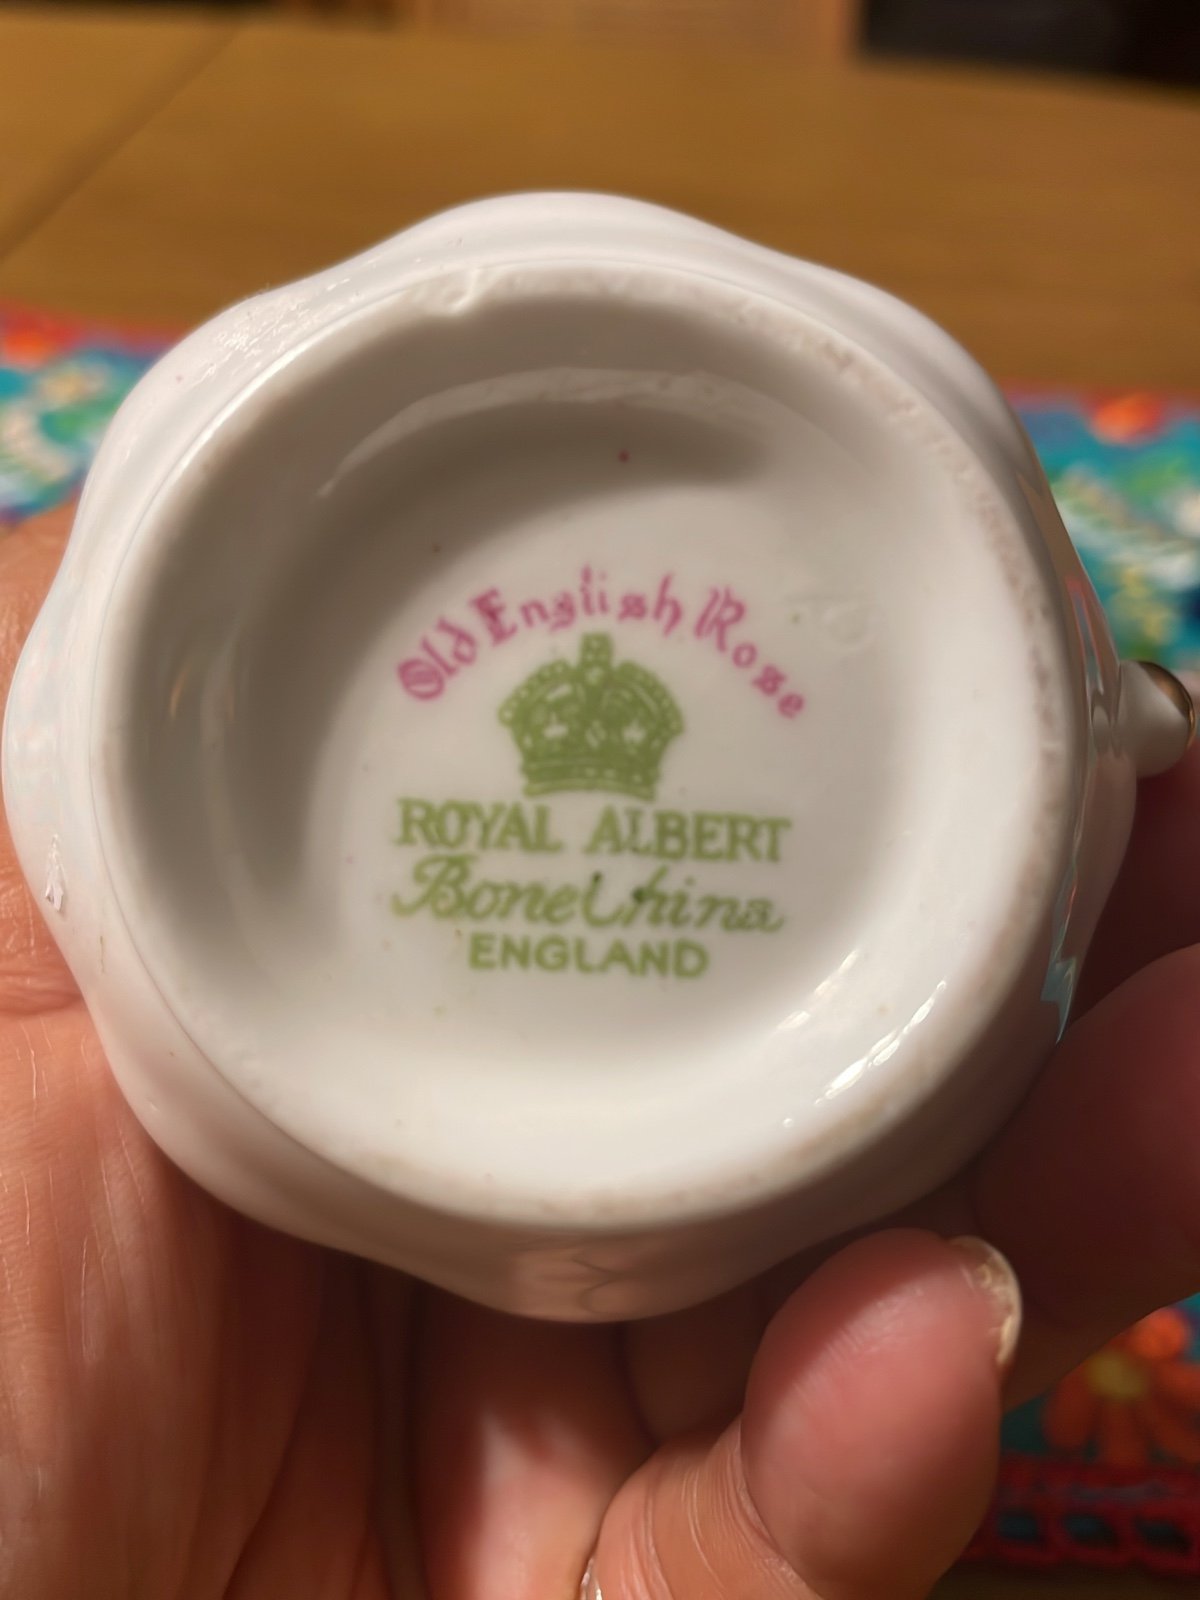 Old English Rose
ROYAL ALBERT
Bone China
ENGLAND